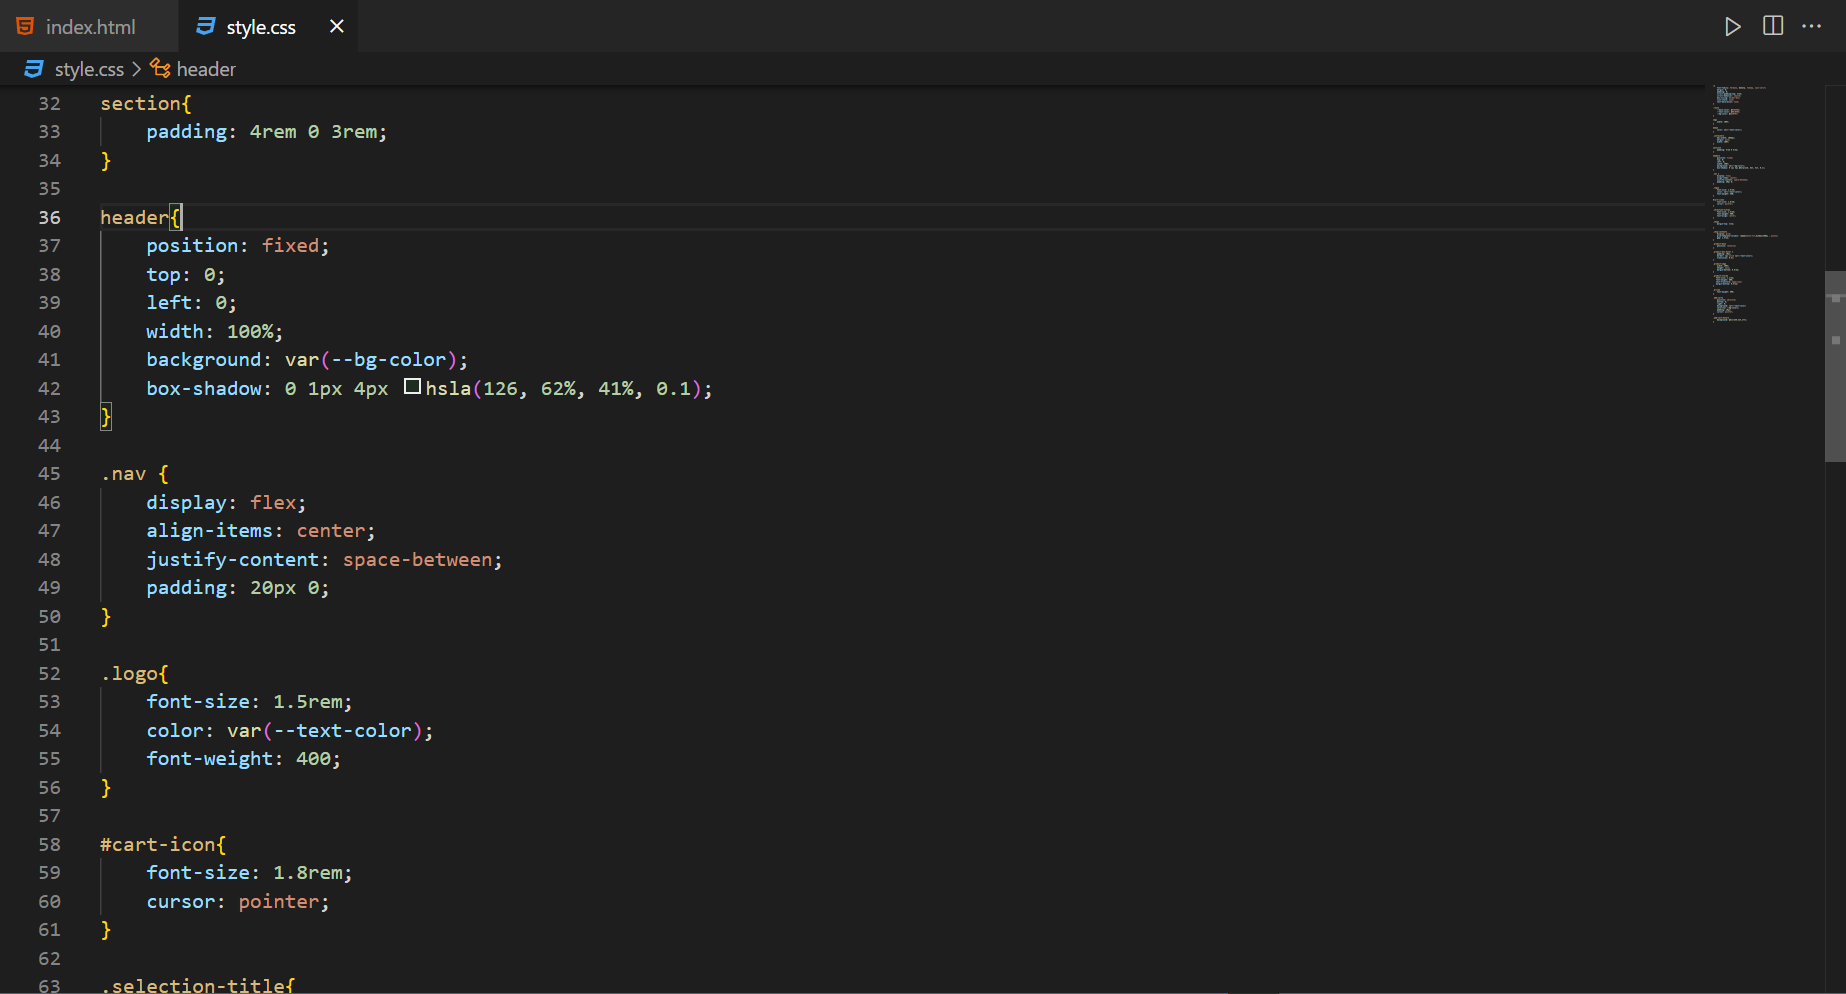 index.html
style.css
style.css > header
32 section{
33     padding: 4rem 0 3rem;
34 }
35
36 header{
37     position: fixed;
38     top: 0;
39     left: 0;
40     width: 100%;
41     background: var(--bg-color);
42     box-shadow: 0 1px 4px hsla(126, 62%, 41%, 0.1);
43 }
44
45 .nav {
46     display: flex;
47     align-items: center;
48     justify-content: space-between;
49     padding: 20px 0;
50 }
51
52 .logo{
53     font-size: 1.5rem;
54     color: var(--text-color);
55     font-weight: 400;
56 }
57
58 #cart-icon{
59     font-size: 1.8rem;
60     cursor: pointer;
61 }
62
63 .selection-title{